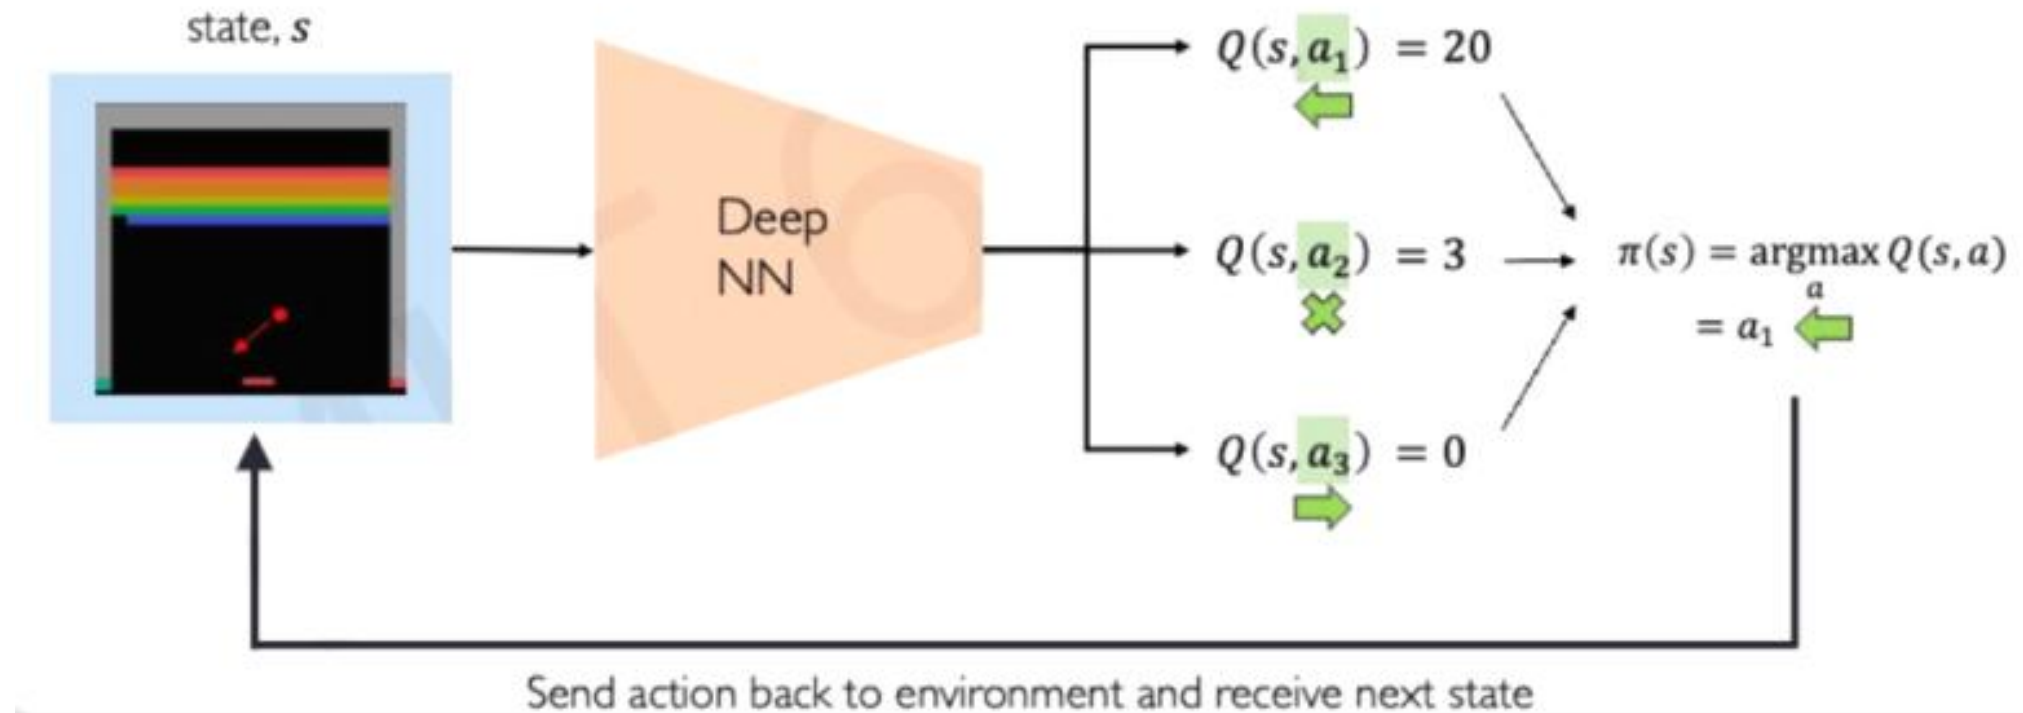 state, s
Deep
NN
Q(s, a₁) = 20
Q(s, a₂) = 3
Q(s, a₃) = 0
π(s) = argmax Q(s, a)
a
= a₁
Send action back to environment and receive next state